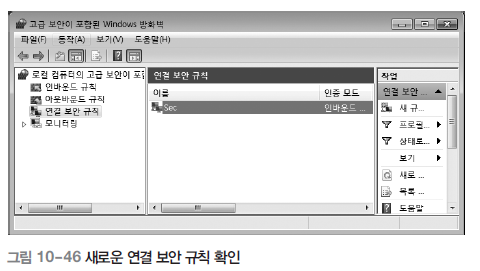 고급 보안이 포함된 Windows 방화벽
파일(F) 동작(A) 보기(V) 도움말(H)
로컬 컴퓨터의 고급 보안이 포
인바운드 규칙
아웃바운드 규칙
연결 보안 규칙
모니터링
연결 보안 규칙
이름 인증 모드
Sec 인바운드 ...
작업
연결 보안 ...
새 규...
프로필...
상태로...
보기
새로 ...
목록 ...
도움말
그림 10-46 새로운 연결 보안 규칙 확인